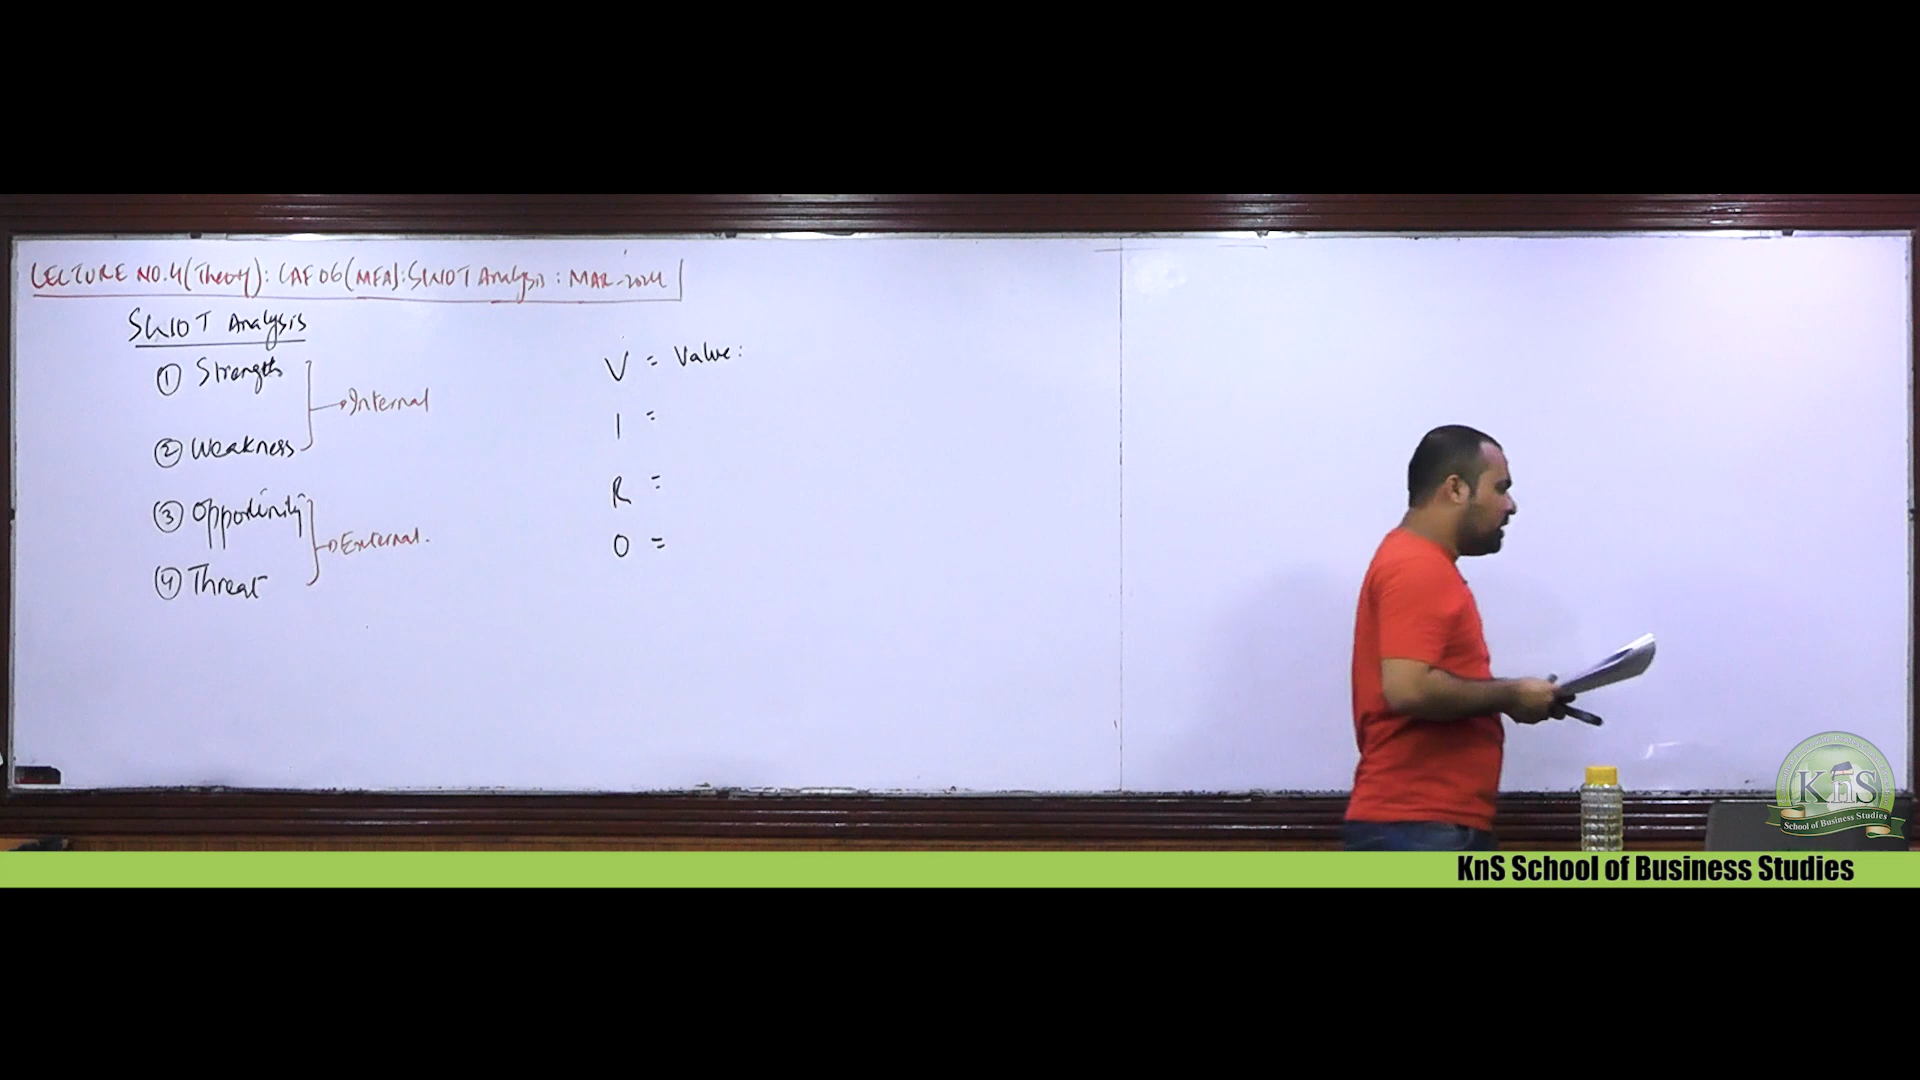 LECTURE NO.4 (Theory): CAF 06 (MFA): SWOT Analysis: MAR-2024
SWOT Analysis
① Strength
② Weakness
Internal
③ Opportunity
④ Threat
External.
V = Value:
I =
R =
O =
KnS
School of Business Studies
KnS School of Business Studies